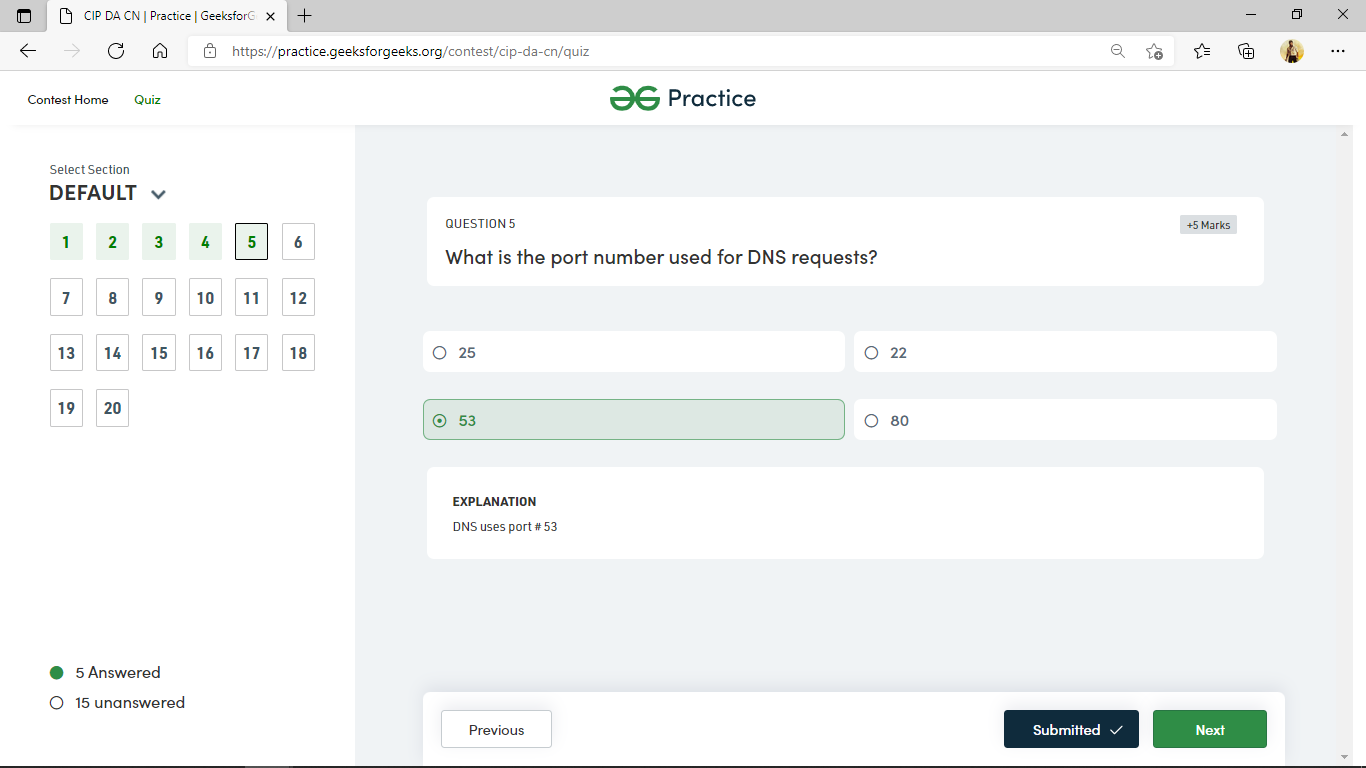 CIP DA CN | Practice | GeeksforG
https://practice.geeksforgeeks.org/contest/cip-da-cn/quiz
Contest Home Quiz
Practice
Select Section
DEFAULT
1 2 3 4 5 6
7 8 9 10 11 12
13 14 15 16 17 18
19 20
5 Answered
15 unanswered
QUESTION 5 +5 Marks
What is the port number used for DNS requests?
25 22
53 80
EXPLANATION
DNS uses port # 53
Previous Submitted Next